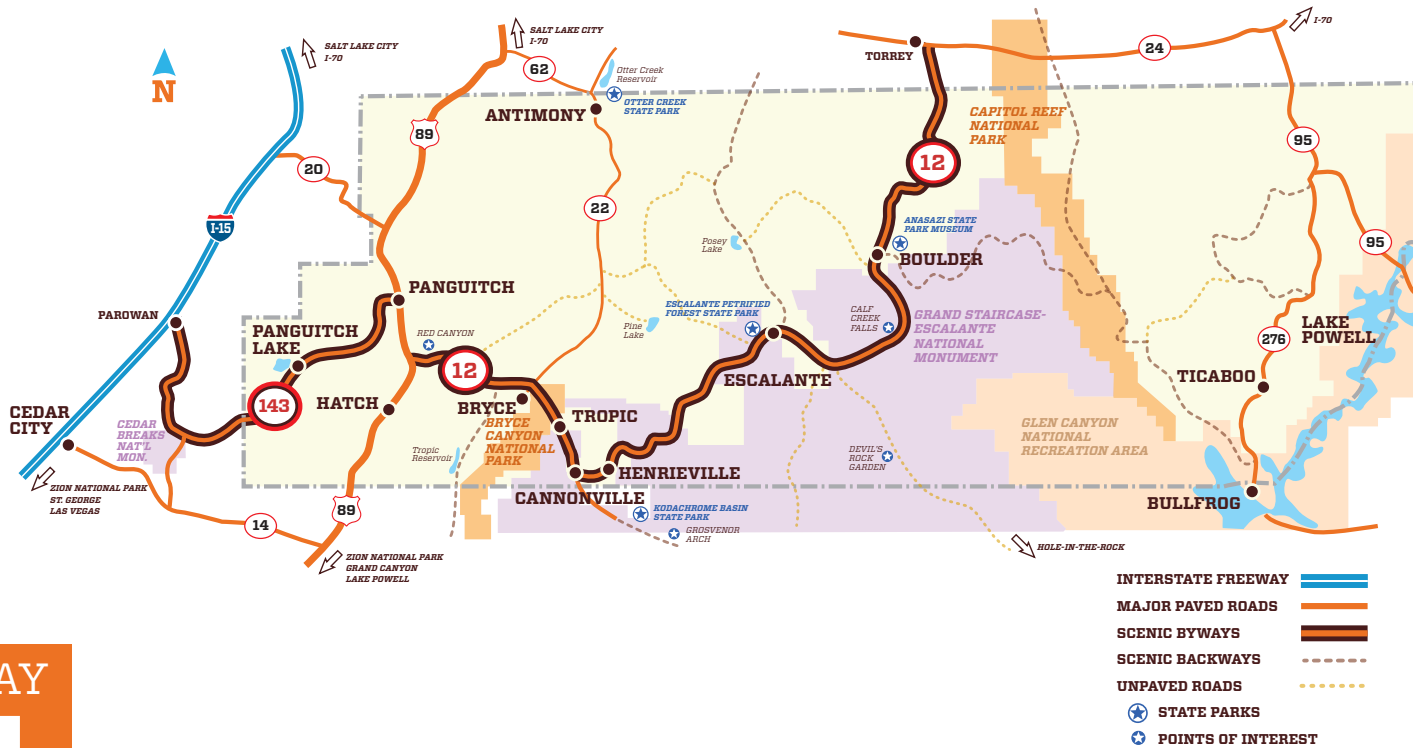 SALT LAKE CITY
I-70
SALT LAKE CITY
I-70
I-70
N
62
Otter Creek
Reservoir
OTTER CREEK
STATE PARK
ANTIMONY
TORREY
24
89
20
CAPITOL REEF
NATIONAL
PARK
12
95
22
I-15
ANASAZI STATE
PARK MUSEUM
BOULDER
Posey
Lake
95
PANGUITCH
PAROWAN
PANGUITCH
LAKE
RED CANYON
ESCALANTE PETRIFIED
FOREST STATE PARK
Pine
Lake
CALF
CREEK
FALLS
GRAND STAIRCASE-
ESCALANTE
NATIONAL
MONUMENT
276
LAKE
POWELL
12
ESCALANTE
TICABOO
143
HATCH
BRYCE
BRYCE
CANYON
NATIONAL
PARK
TROPIC
CEDAR
CITY
CEDAR
BREAKS
NAT'L
MON.
GLEN CANYON
NATIONAL
RECREATION AREA
Tropic
Reservoir
HENRIEVILLE
DEVIL'S
ROCK
GARDEN
CANNONVILLE
ZION NATIONAL PARK
ST. GEORGE
LAS VEGAS
89
14
KODACHROME BASIN
STATE PARK
GROSVENOR
ARCH
BULLFROG
HOLE-IN-THE-ROCK
ZION NATIONAL PARK
GRAND CANYON
LAKE POWELL
INTERSTATE FREEWAY
MAJOR PAVED ROADS
SCENIC BYWAYS
SCENIC BACKWAYS
UNPAVED ROADS
STATE PARKS
POINTS OF INTEREST
AY